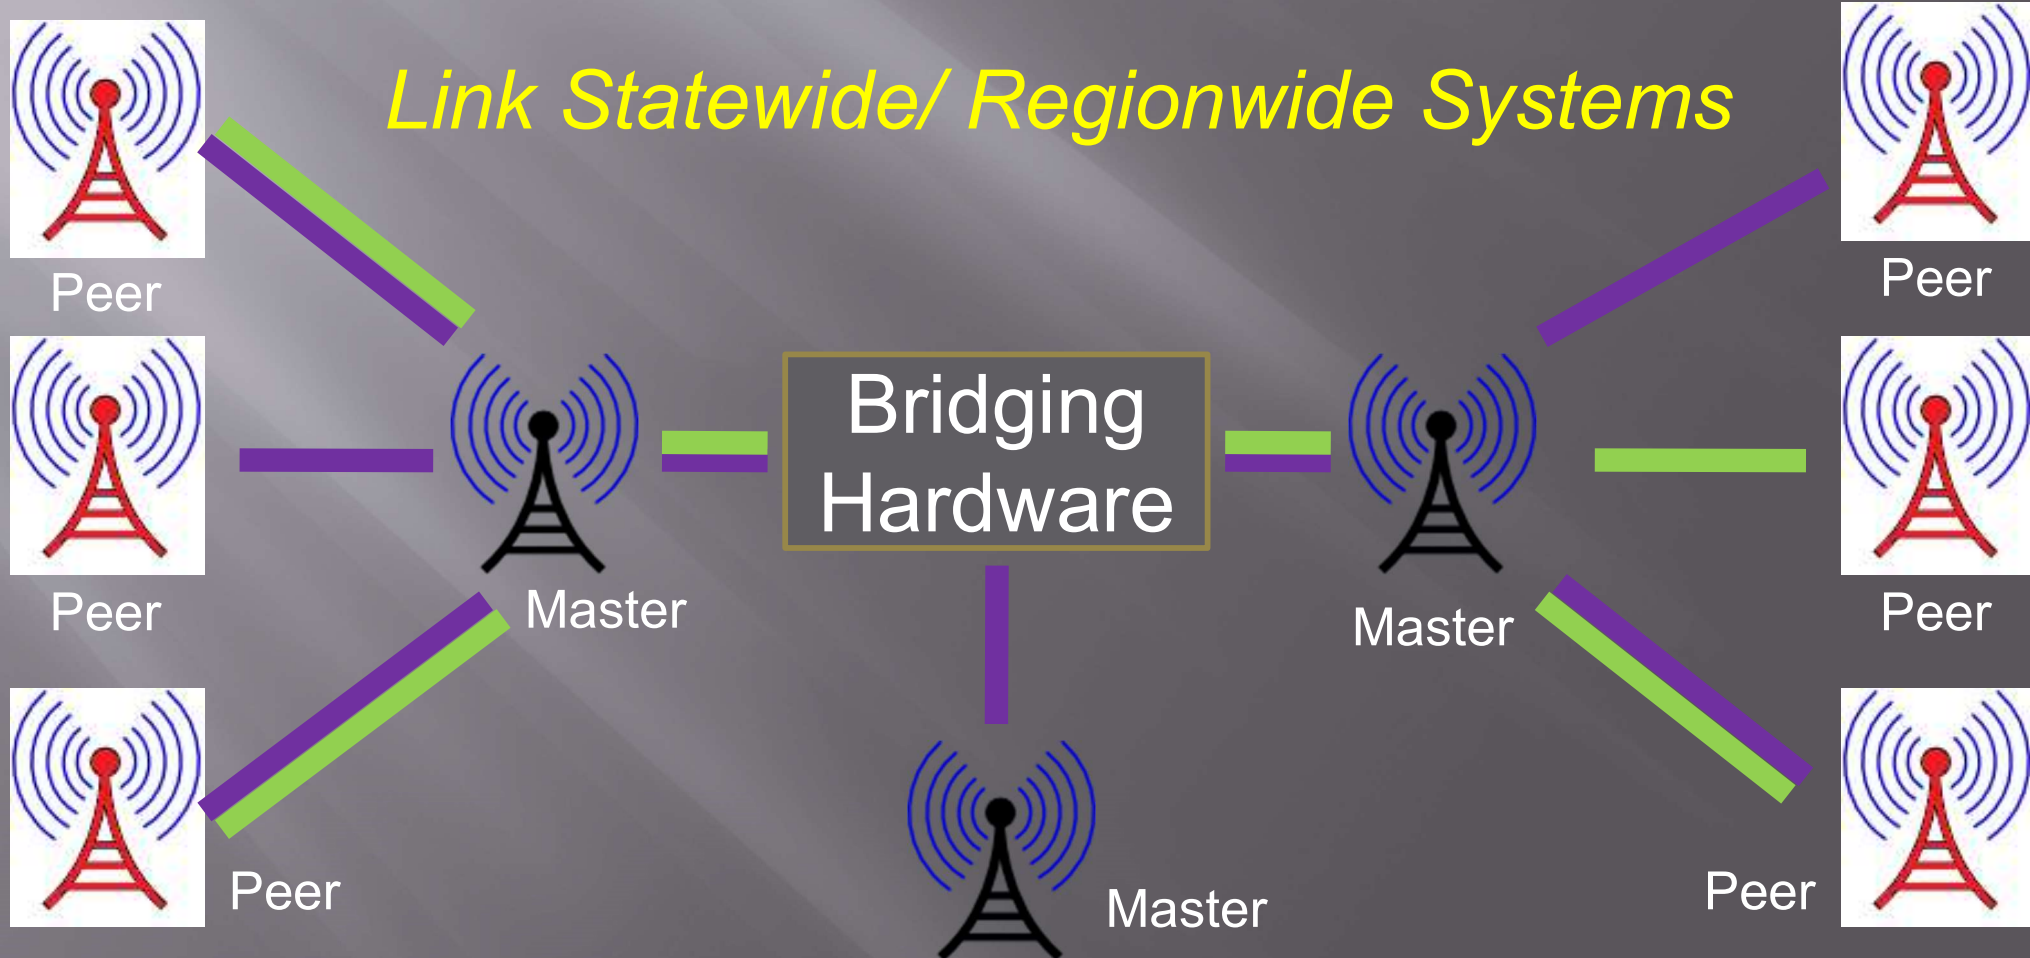 Link Statewide/ Regionwide Systems
Peer
Peer
Bridging
Hardware
Peer
Master
Master
Peer
Peer
Master
Peer